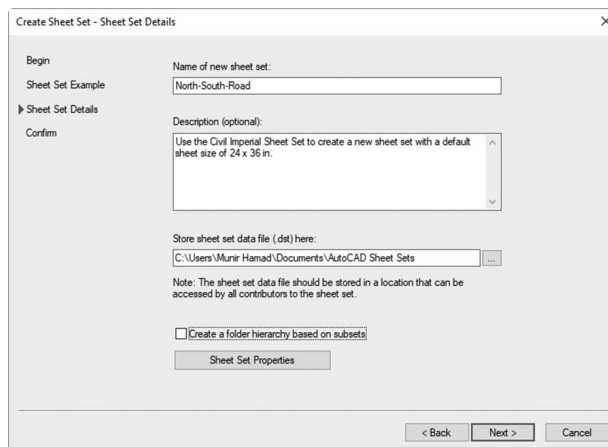 Create Sheet Set - Sheet Set Details
Begin
Sheet Set Example
Sheet Set Details
Confirm
Name of new sheet set:
North-South-Road
Description (optional):
Use the Civil Imperial Sheet Set to create a new sheet set with a default
sheet size of 24 x 36 in.
Store sheet set data file (.dst) here:
C:\Users\Munir Hamad\Documents\AutoCAD Sheet Sets
...
Note: The sheet set data file should be stored in a location that can be
accessed by all contributors to the sheet set.
Create a folder hierarchy based on subsets
Sheet Set Properties
< Back
Next >
Cancel